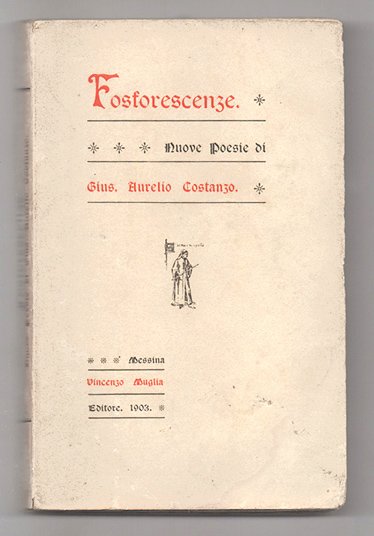 Fosforescenze.
Nuove Poesie di
Gius. Aurelio Costanzo.
Messina
Vincenzo Muglia
Editore. 1903.